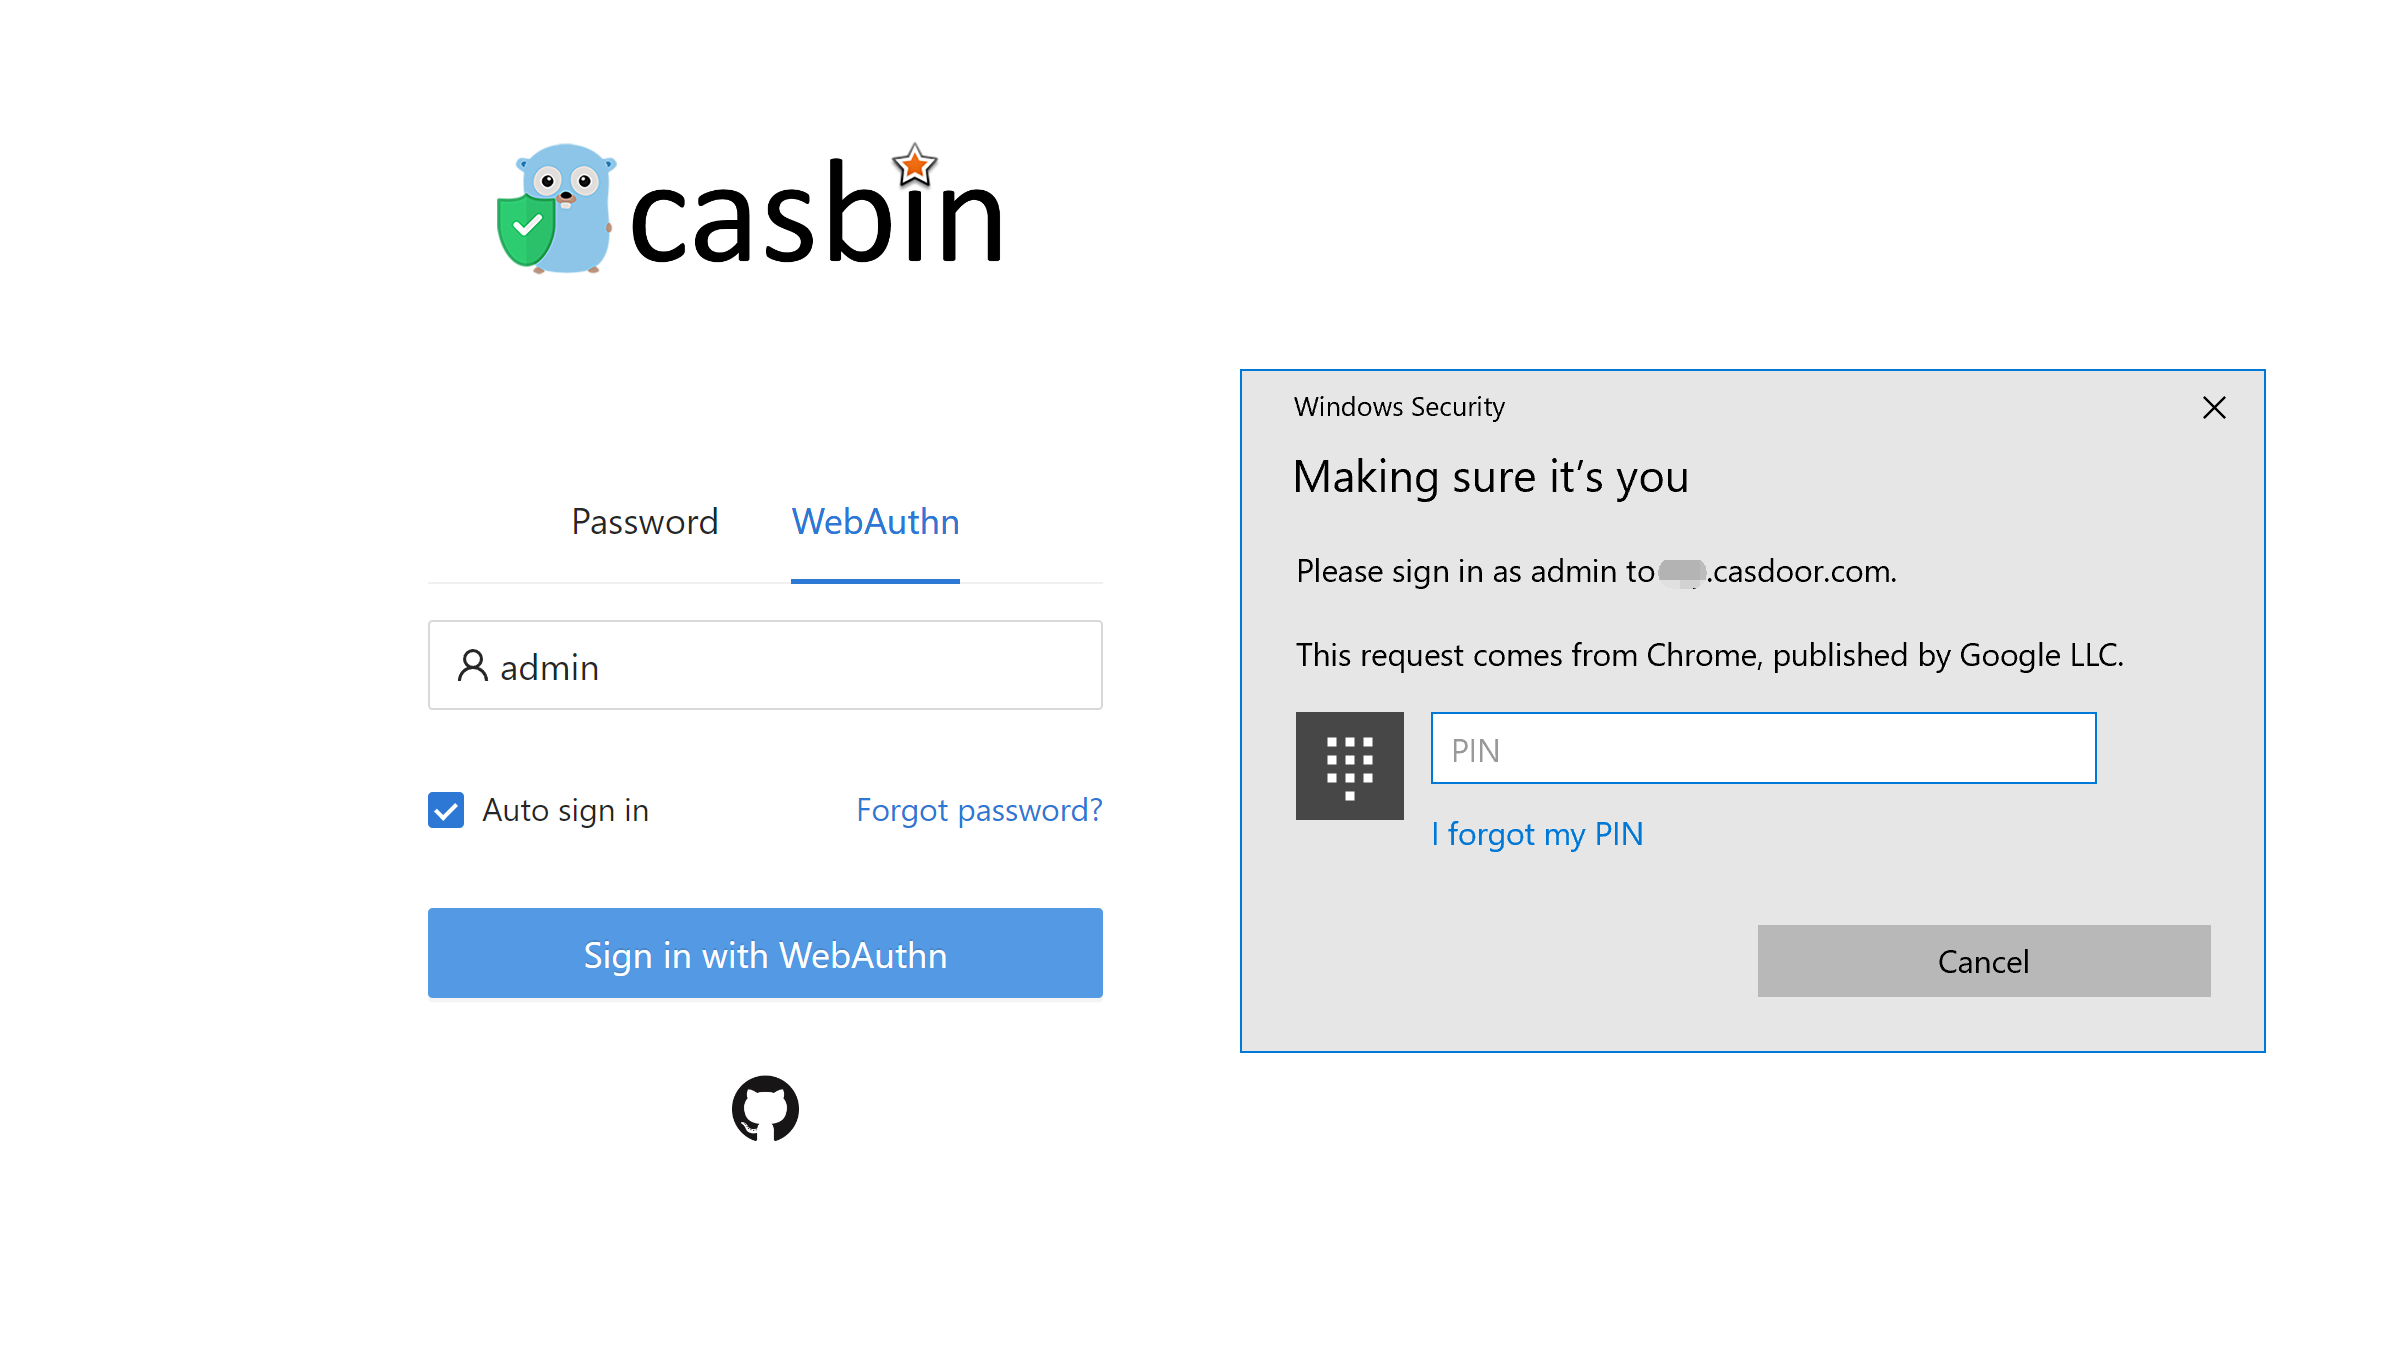 casbin
Password
WebAuthn
admin
Auto sign in
Forgot password?
Sign in with WebAuthn
Windows Security
Making sure it’s you
Please sign in as admin to .casdoor.com.
This request comes from Chrome, published by Google LLC.
PIN
I forgot my PIN
Cancel